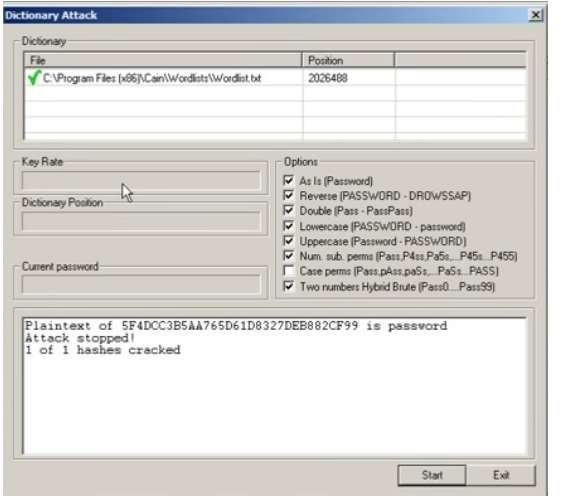 Dictionary Attack
Dictionary
File Position
C:\Program Files (x86)\Cain\Wordlists\Wordlist.txt 2026488
Key Rate
Dictionary Position
Current password
Options
As Is (Password)
Reverse (PASSWORD - DROWSSAP)
Double (Pass - PassPass)
Lowercase (PASSWORD - password)
Uppercase (Password - PASSWORD)
Num. sub. perms (Pass,P4ss,Pa5s,...P45s...P455)
Case perms (Pass,pAss,paSs,...PaSs...PASS)
Two numbers Hybrid Brute (Pass0....Pass99)
Plaintext of 5F4DCC3B5AA765D61D8327DEB882CF99 is password
Attack stopped!
1 of 1 hashes cracked
Start Exit